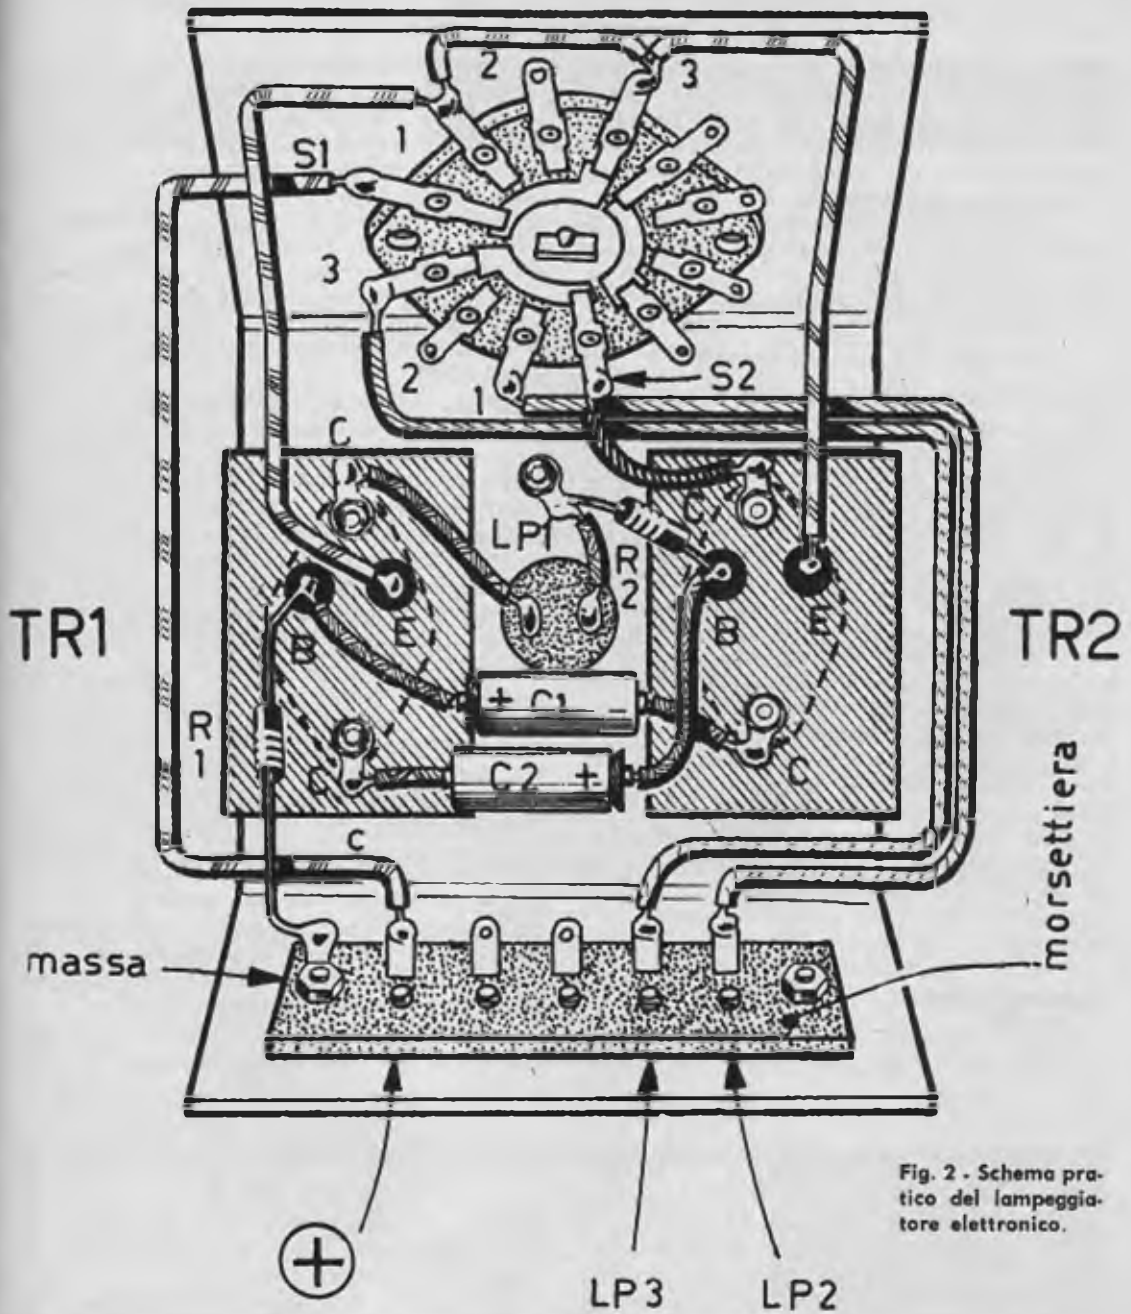 2
3
1
S1
3
2
1
S2
C
C
LP1
R
2
B
E
B
E
TR1
TR2
+ C1 -
R
1
C2 +
C
C
c
morsettiera
massa
+
LP3
LP2
Fig. 2 - Schema pra-
tico del lampeggia-
tore elettronico.